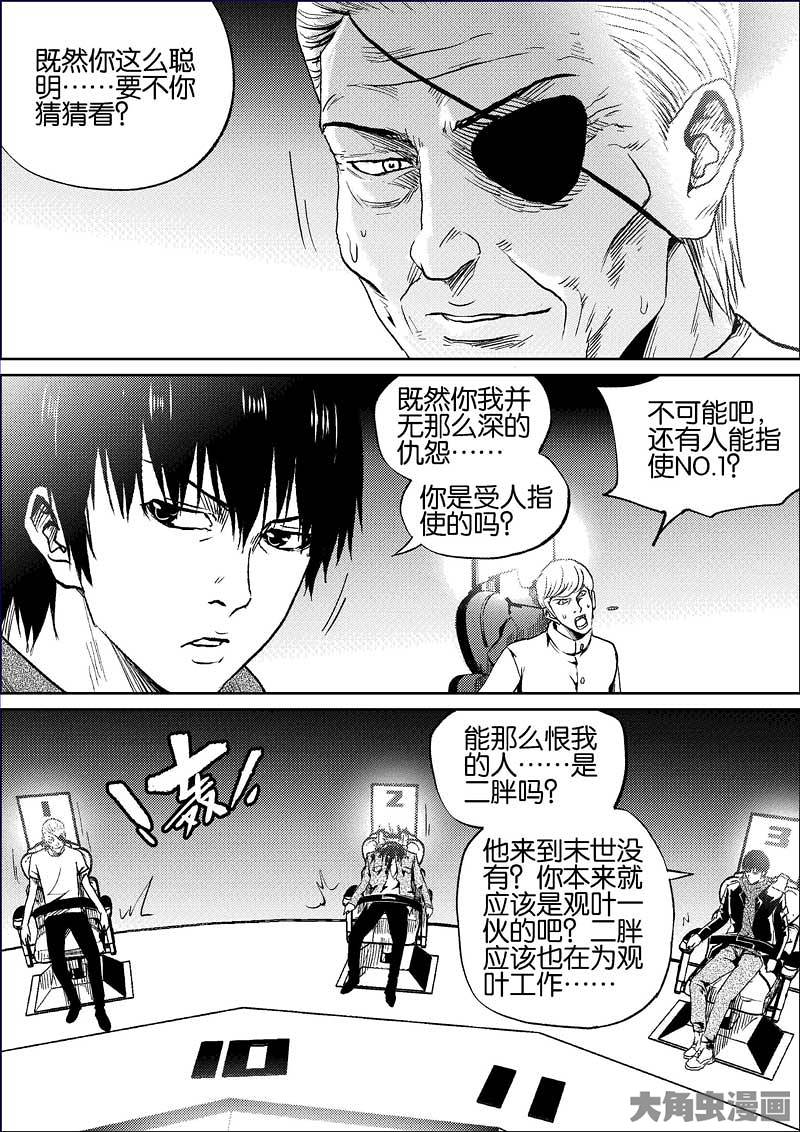 既然你这么聪
明……要不你
猜猜看?
既然你我并
无那么深的
仇怨……
你是受人指
使的吗?
不可能吧,
还有人能指
使NO.1?
轰!
1
2
3
能那么恨我
的人……是
二胖吗?
他来到末世没
有?你本来就
应该是观叶一
伙的吧?二胖
应该也在为观
叶工作……
10
11
大角虫漫画